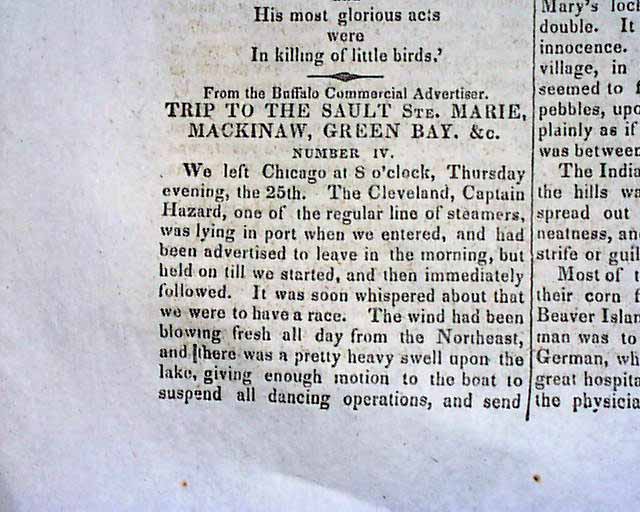 His most glorious acts
were
In killing of little birds.'
From the Buffalo Commercial Advertiser.
TRIP TO THE SAULT STE. MARIE,
MACKINAW, GREEN BAY. &c.
NUMBER IV.
We left Chicago at 8 o'clock, Thursday
evening, the 25th. The Cleveland, Captain
Hazard, one of the regular line of steamers,
was lying in port when we entered, and had
been advertised to leave in the morning, but
held on till we started, and then immediately
followed. It was soon whispered about that
we were to have a race. The wind had been
blowing fresh all day from the Northeast,
and there was a pretty heavy swell upon the
lake, giving enough motion to the boat to
suspend all dancing operations, and send
Mary's
double. It
innocence.
village, in
seemed to
pebbles, upo
plainly as if
was between
The India
the hills wa
spread out
neatness, an
strife or guil
Most of t
their corn f
Beaver Islan
man was to
German, wh
great hospita
the physicia